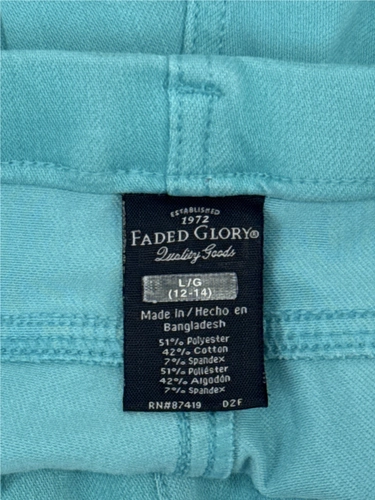 ESTABLISHED
1972
FADED GLORY®
Quality Goods
L/G
(12-14)
Made in / Hecho en
Bangladesh
51% Polyester
42% Cotton
7% Spandex
51% Poliéster
42% Algodón
7% Spandex
RN#87419 D2F